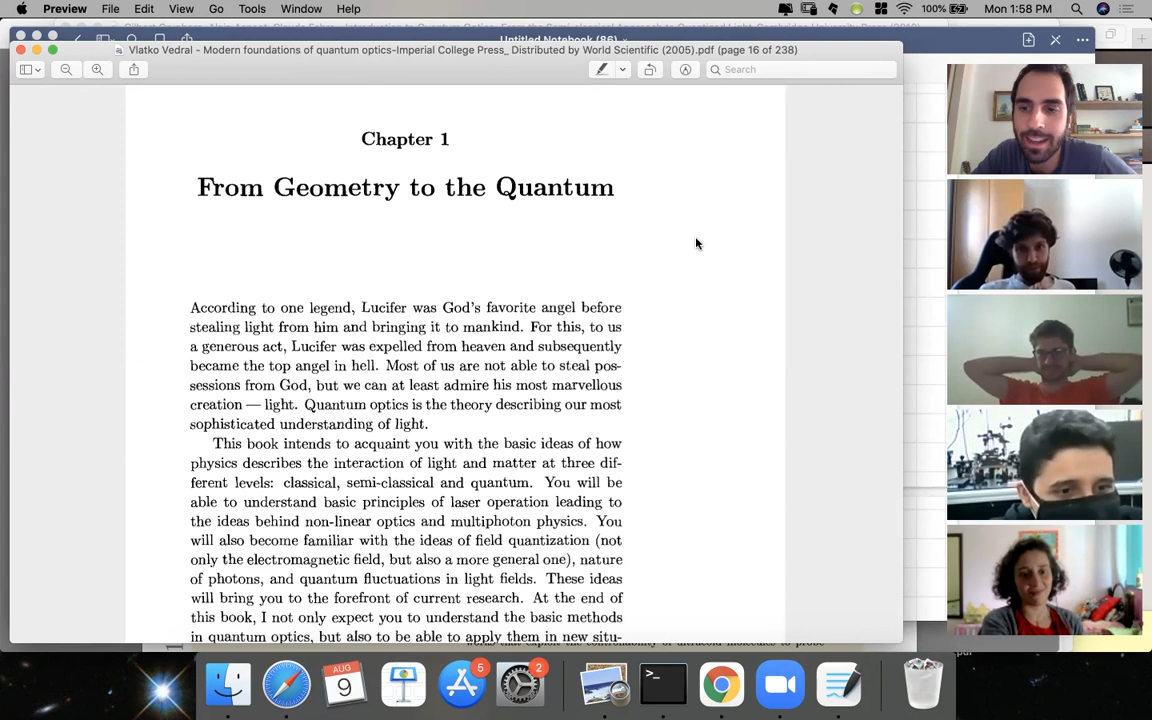 Preview File Edit View Go Tools Window Help 100% Mon 1:58 PM
Untitled Notebook (86)
Vlatko Vedral - Modern foundations of quantum optics-Imperial College Press_ Distributed by World Scientific (2005).pdf (page 16 of 238)
Search
Chapter 1
From Geometry to the Quantum
According to one legend, Lucifer was God's favorite angel before
stealing light from him and bringing it to mankind. For this, to us
a generous act, Lucifer was expelled from heaven and subsequently
became the top angel in hell. Most of us are not able to steal pos-
sessions from God, but we can at least admire his most marvellous
creation — light. Quantum optics is the theory describing our most
sophisticated understanding of light.
This book intends to acquaint you with the basic ideas of how
physics describes the interaction of light and matter at three dif-
ferent levels: classical, semi-classical and quantum. You will be
able to understand basic principles of laser operation leading to
the ideas behind non-linear optics and multiphoton physics. You
will also become familiar with the ideas of field quantization (not
only the electromagnetic field, but also a more general one), nature
of photons, and quantum fluctuations in light fields. These ideas
will bring you to the forefront of current research. At the end of
this book, I not only expect you to understand the basic methods
in quantum optics, but also to be able to apply them in new situ-
pdf
AUG
9
5
2